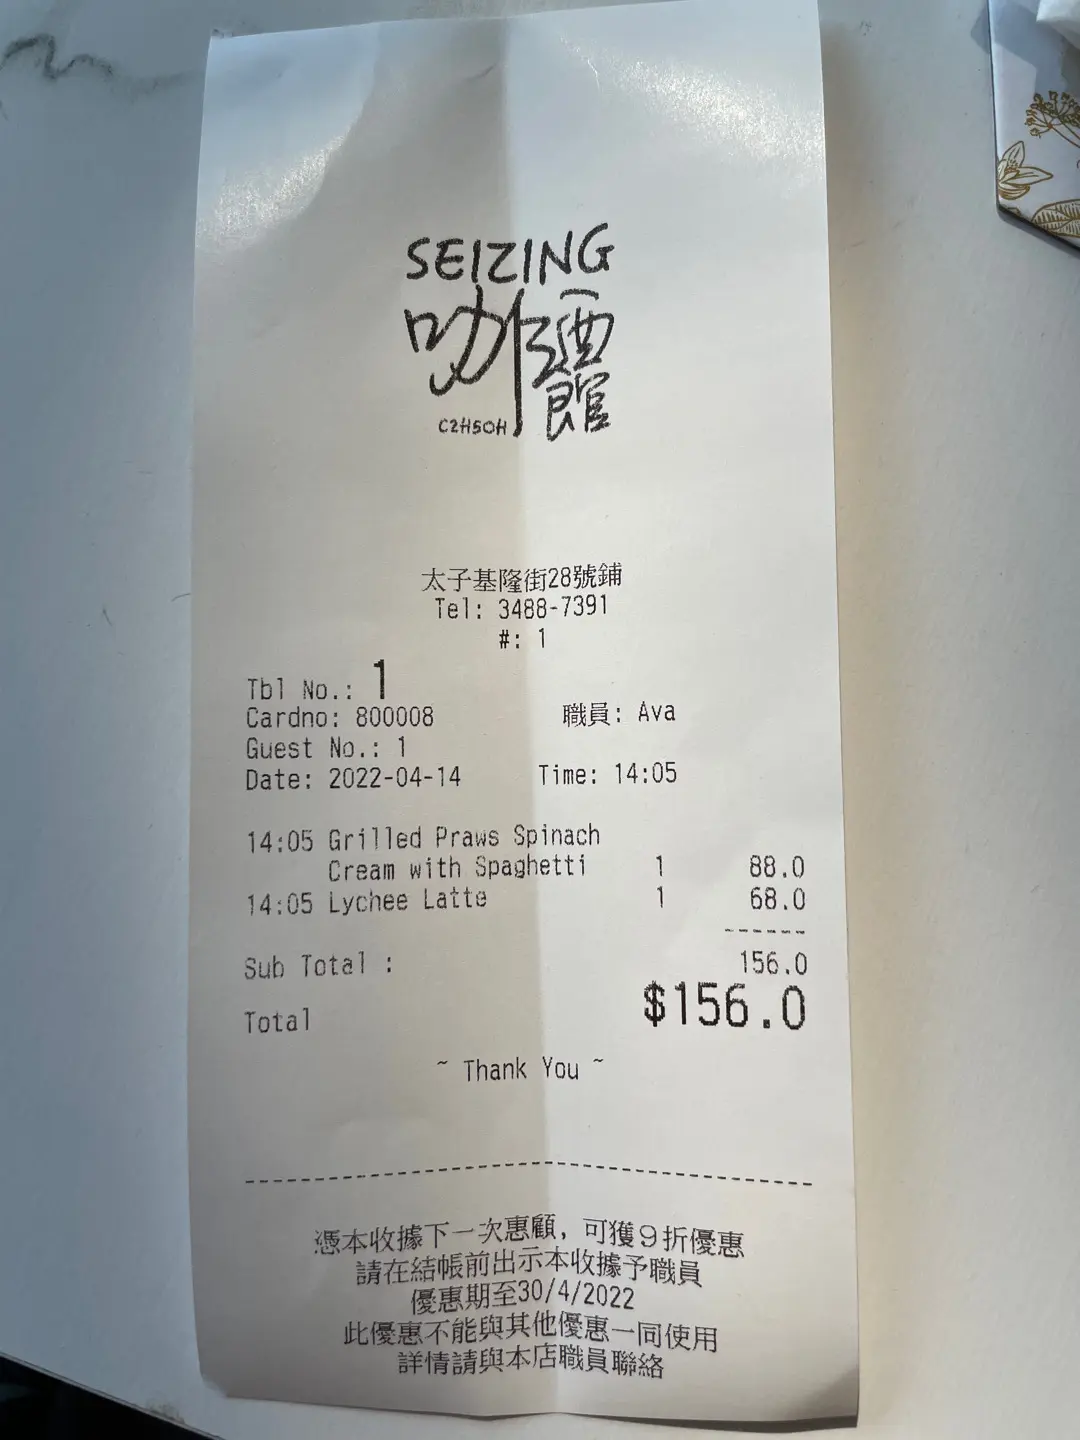 SEIZING
咖啡酒館
C2H5OH
太子基隆街28號鋪
Tel: 3488-7391
#: 1
Tbl No.: 1
Cardno: 800008 職員: Ava
Guest No.: 1
Date: 2022-04-14 Time: 14:05
14:05 Grilled Praws Spinach
Cream with Spaghetti 1 88.0
14:05 Lychee Latte 1 68.0
------
Sub Total : 156.0
Total $156.0
~ Thank You ~
憑本收據下一次惠顧, 可獲9折優惠
請在結帳前出示本收據予職員
優惠期至30/4/2022
此優惠不能與其他優惠一同使用
詳情請與本店職員聯絡